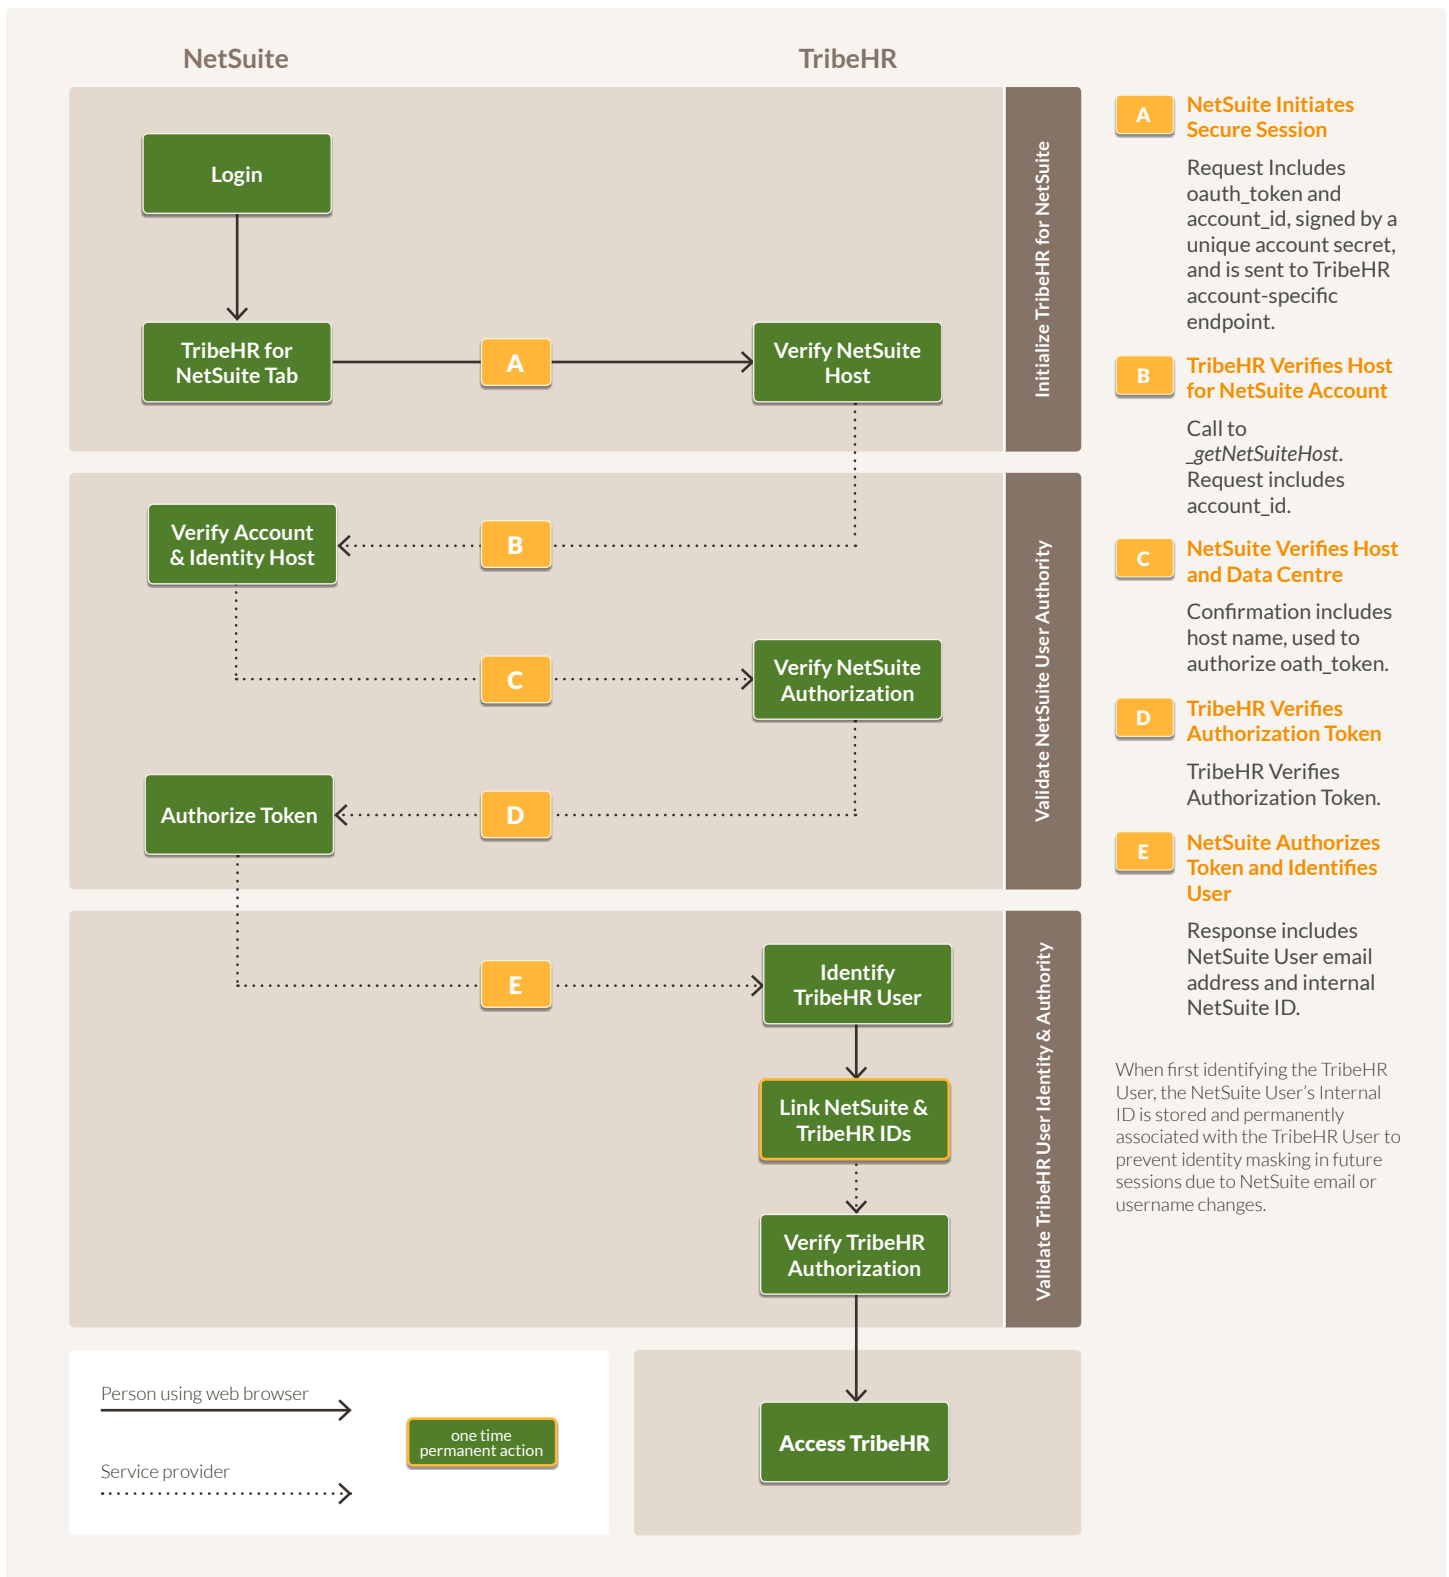 NetSuite
TribeHR
Login
TribeHR for
NetSuite Tab
A
Verify NetSuite
Host
Initialize TribeHR for NetSuite
Verify Account
& Identity Host
B
C
Verify NetSuite
Authorization
Authorize Token
D
Validate NetSuite User Authority
E
Identify
TribeHR User
Link NetSuite &
TribeHR IDs
Verify TribeHR
Authorization
Validate TribeHR User Identity & Authority
Access TribeHR
Person using web browser
Service provider
one time
permanent action
A
NetSuite Initiates
Secure Session
Request Includes
oauth_token and
account_id, signed by a
unique account secret,
and is sent to TribeHR
account-specific
endpoint.
B
TribeHR Verifies Host
for NetSuite Account
Call to
_getNetSuiteHost.
Request includes
account_id.
C
NetSuite Verifies Host
and Data Centre
Confirmation includes
host name, used to
authorize oath_token.
D
TribeHR Verifies
Authorization Token
TribeHR Verifies
Authorization Token.
E
NetSuite Authorizes
Token and Identifies
User
Response includes
NetSuite User email
address and internal
NetSuite ID.
When first identifying the TribeHR
User, the NetSuite User's Internal
ID is stored and permanently
associated with the TribeHR User to
prevent identity masking in future
sessions due to NetSuite email or
username changes.